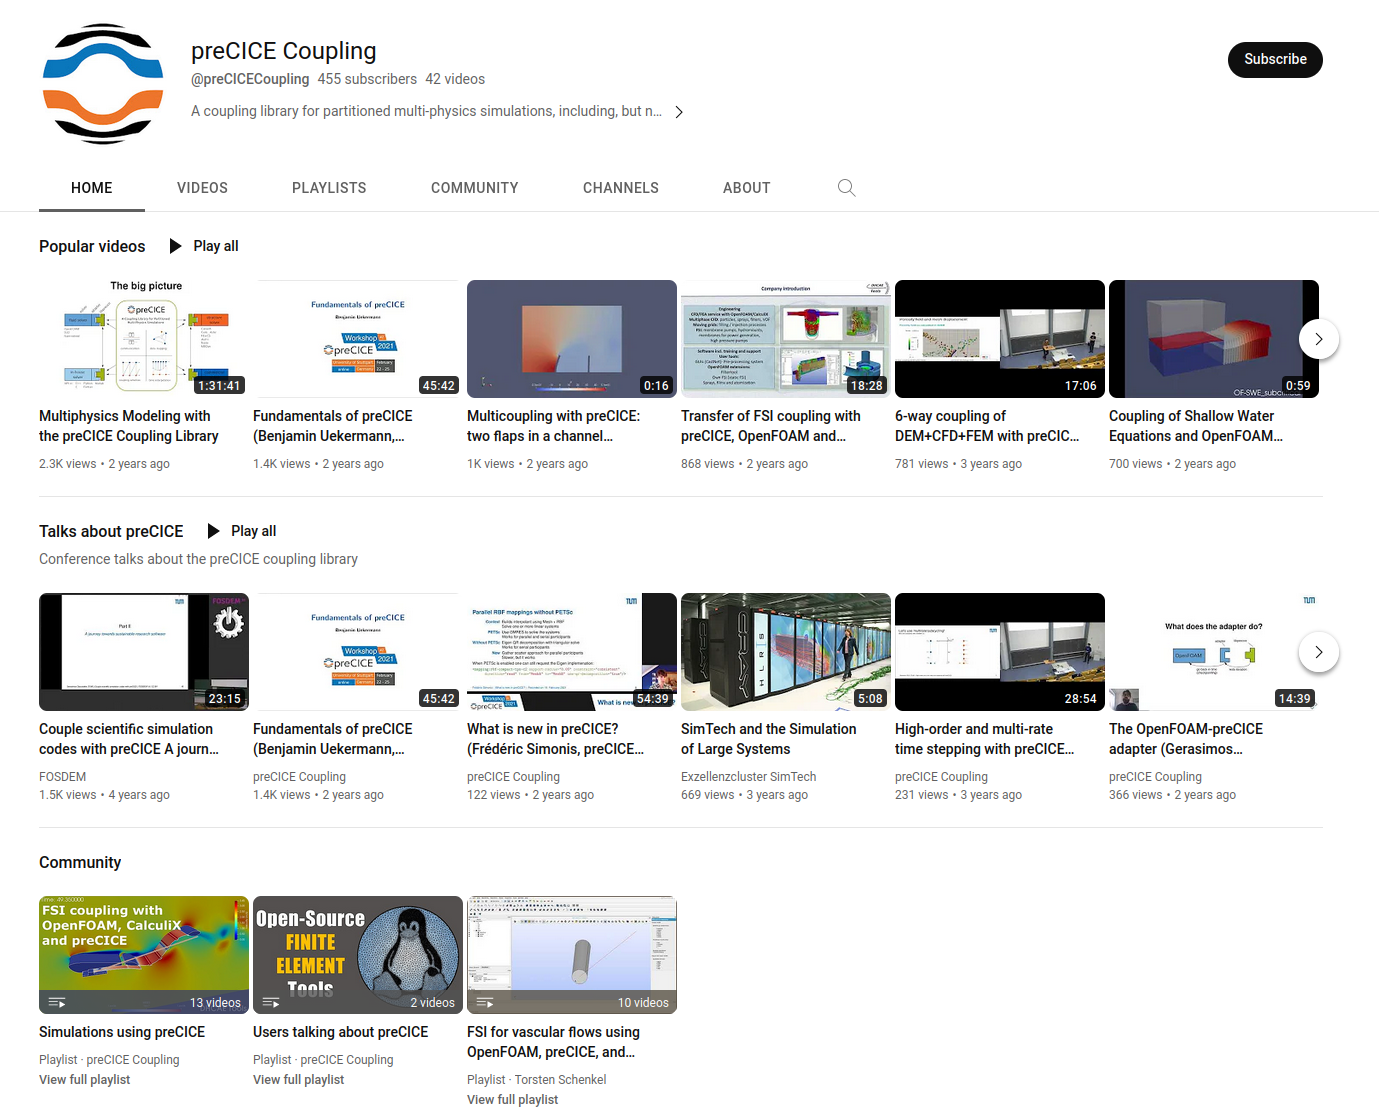 preCICE Coupling
@preCICECoupling 455 subscribers 42 videos
A coupling library for partitioned multi-physics simulations, including, but n...
Subscribe
HOME VIDEOS PLAYLISTS COMMUNITY CHANNELS ABOUT
Popular videos Play all
The big picture
preCICE
1:31:41
Multiphysics Modeling with
the preCICE Coupling Library
2.3K views • 2 years ago
Fundamentals of preCICE
Benjamin Uekermann
Workshop
preCICE 2021
45:42
Fundamentals of preCICE
(Benjamin Uekermann,...
1.4K views • 2 years ago
0:16
Multicoupling with preCICE:
two flaps in a channel...
1K views • 2 years ago
Company introduction
18:28
Transfer of FSI coupling with
preCICE, OpenFOAM and...
868 views • 2 years ago
17:06
6-way coupling of
DEM+CFD+FEM with preCIC...
781 views • 3 years ago
0:59
Coupling of Shallow Water
Equations and OpenFOAM...
700 views • 2 years ago
Talks about preCICE Play all
Conference talks about the preCICE coupling library
TUM
FOSDEM
Part II
A journey towards sustainable research software
23:15
Couple scientific simulation
codes with preCICE A journ...
FOSDEM
1.5K views • 4 years ago
Fundamentals of preCICE
Benjamin Uekermann
Workshop
preCICE 2021
45:42
Fundamentals of preCICE
(Benjamin Uekermann,...
preCICE Coupling
1.4K views • 2 years ago
TUM
Parallel RBF mappings without PETSc
Workshop
preCICE
What is new
54:39
What is new in preCICE?
(Frédéric Simonis, preCICE...
preCICE Coupling
122 views • 2 years ago
CRAY
H L R S
5:08
SimTech and the Simulation
of Large Systems
Exzellenzcluster SimTech
669 views • 3 years ago
28:54
High-order and multi-rate
time stepping with preCICE...
preCICE Coupling
231 views • 3 years ago
TUM
What does the adapter do?
OpenFOAM
14:39
The OpenFOAM-preCICE
adapter (Gerasimos...
preCICE Coupling
366 views • 2 years ago
Community
FSI coupling with
OpenFOAM, CalculiX
and preCICE
13 videos
Simulations using preCICE
Playlist · preCICE Coupling
View full playlist
Open-Source
FINITE
ELEMENT
Tools
2 videos
Users talking about preCICE
Playlist · preCICE Coupling
View full playlist
10 videos
FSI for vascular flows using
OpenFOAM, preCICE, and...
Playlist · Torsten Schenkel
View full playlist